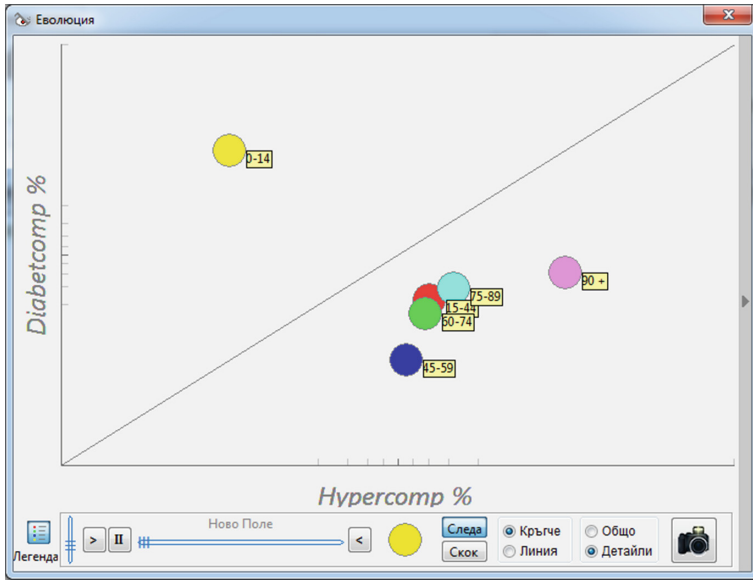 Еволюция
0-14
90 +
75-89
15-44
60-74
45-59
Diabetcomp %
Hypercomp %
Легенда
>
II
Ново Поле
<
Следа
Скок
Кръгче
Линия
Общо
Детайли